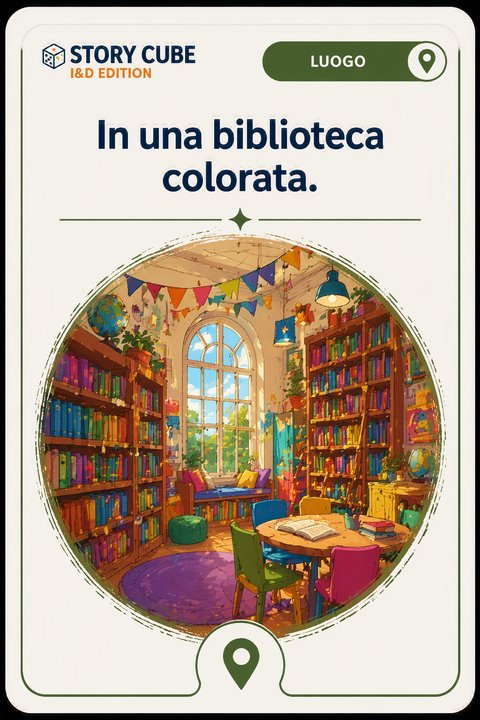 STORY CUBE
I&D EDITION
LUOGO
In una biblioteca
colorata.